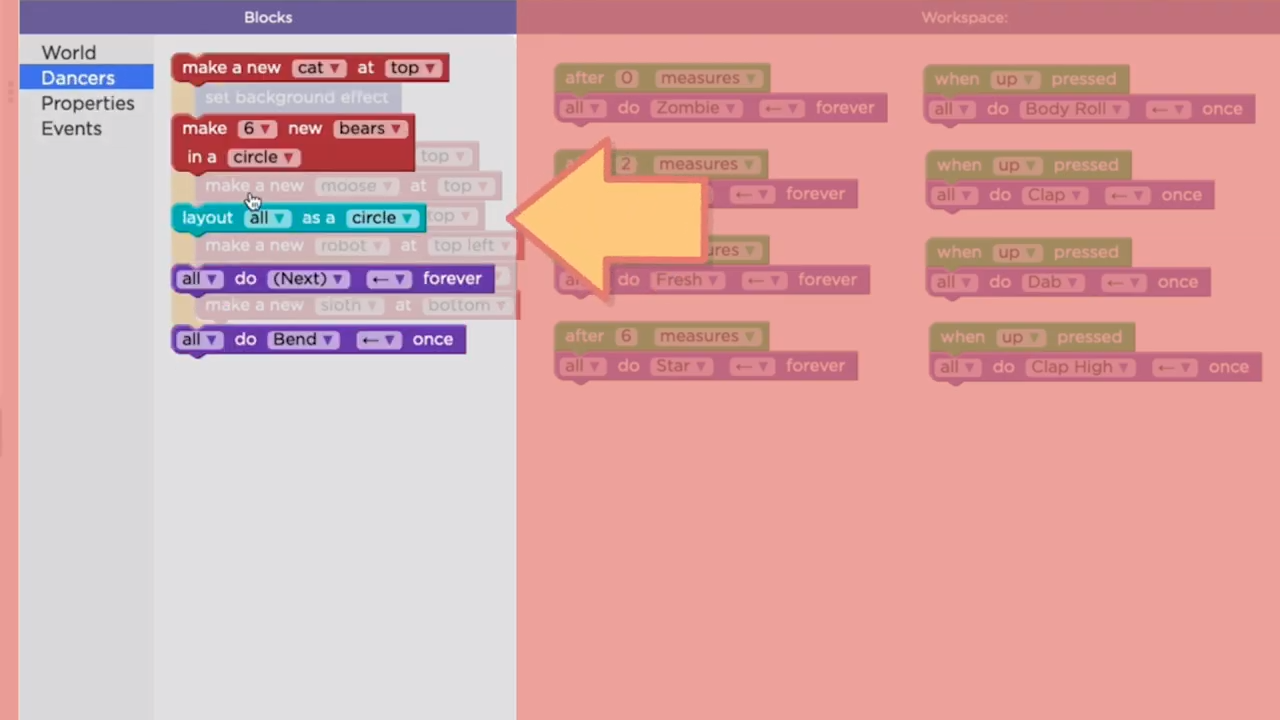 Blocks
Workspace:
World
Dancers
Properties
Events
make a new cat ▼ at top ▼
set background effect
make 6 ▼ new bears ▼
in a circle ▼
top ▼
make a new moose ▼ at top ▼
layout all ▼ as a circle ▼
top ▼
make a new robot ▼ at top left ▼
all ▼ do (Next) ▼ ← ▼ forever
make a new sloth ▼ at bottom ▼
all ▼ do Bend ▼ ← ▼ once
after 0 measures ▼
all ▼ do Zombie ▼ ← ▼ forever
2 measures ▼
← ▼ forever
do Fresh ▼ ← ▼ forever
after 6 measures ▼
all ▼ do Star ▼ ← ▼ forever
when up ▼ pressed
all ▼ do Body Roll ▼ ← ▼ once
when up ▼ pressed
all ▼ do Clap ▼ ← ▼ once
when up ▼ pressed
all ▼ do Dab ▼ ← ▼ once
when up ▼ pressed
all ▼ do Clap High ▼ ← ▼ once